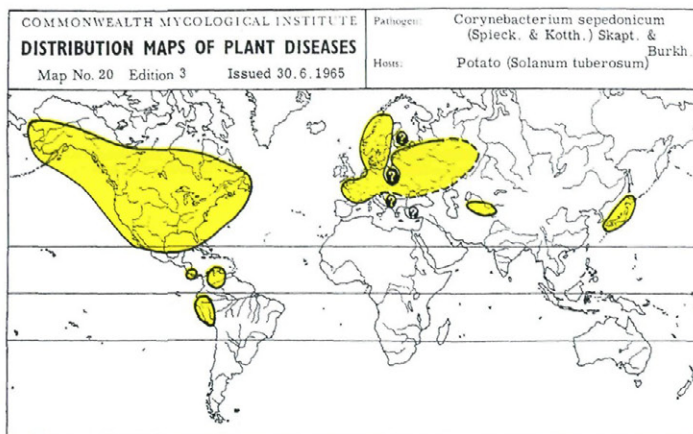 COMMONWEALTH MYCOLOGICAL INSTITUTE
DISTRIBUTION MAPS OF PLANT DISEASES
Map No. 20 Edition 3 Issued 30.6.1965
Pathogen: Corynebacterium sepedonicum
(Spieck. & Kotth.) Skapt. &
Burkh.
Hosts: Potato (Solanum tuberosum)
?
?
?
?